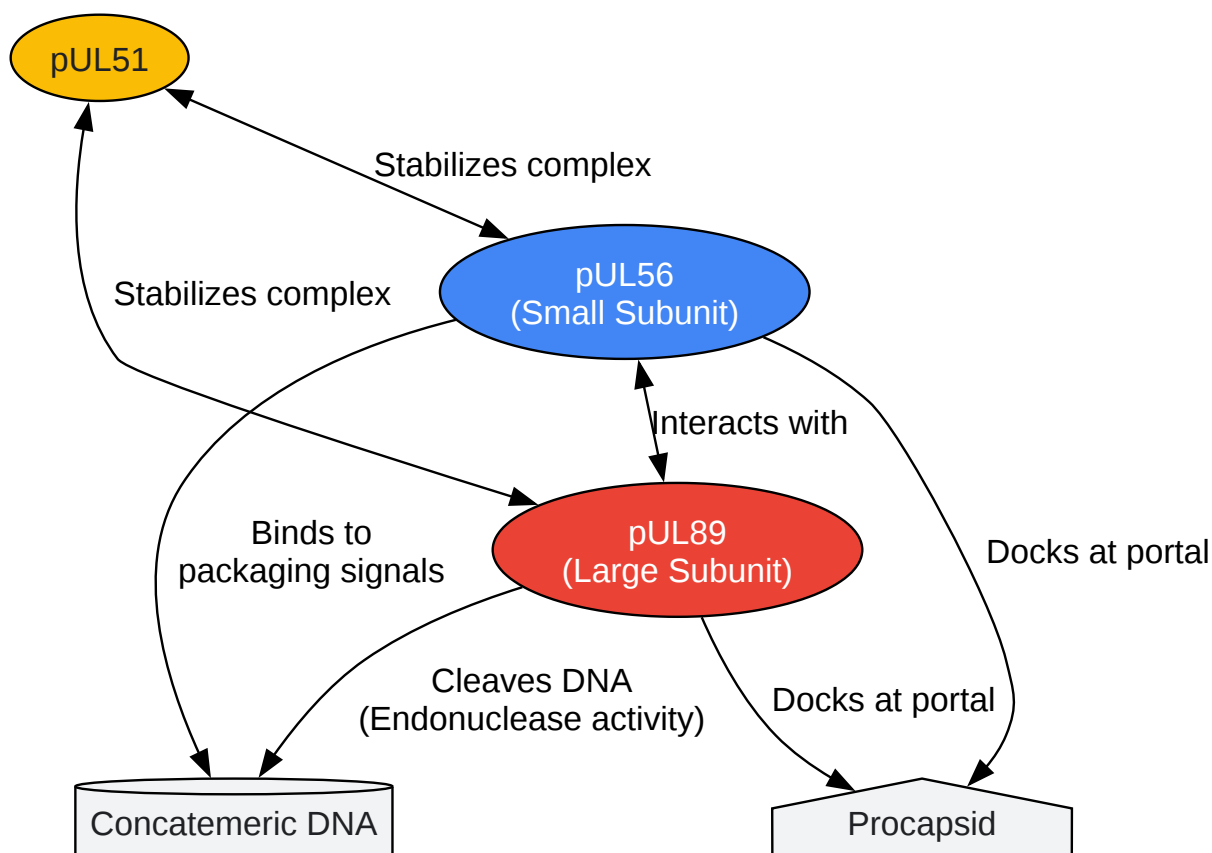 pUL51
Stabilizes complex
pUL56
(Small Subunit)
Stabilizes complex
Interacts with
pUL89
(Large Subunit)
Binds to
packaging signals
Docks at portal
Cleaves DNA
(Endonuclease activity)
Docks at portal
Concatemeric DNA
Procapsid